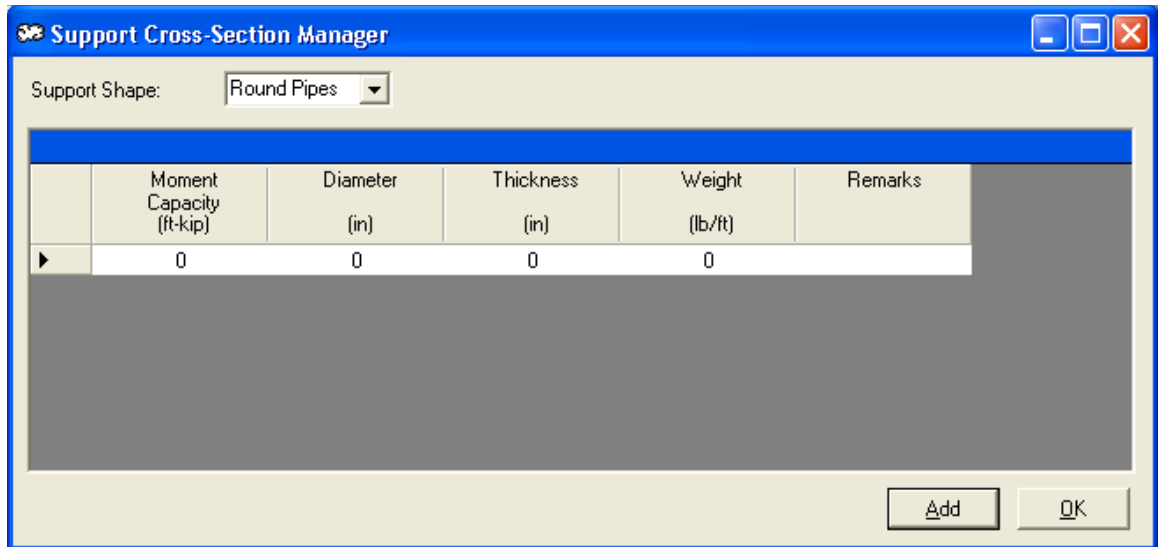 Support Cross-Section Manager
Support Shape: Round Pipes
Moment Capacity (ft-kip) Diameter (in) Thickness (in) Weight (lb/ft) Remarks
0 0 0 0
Add OK